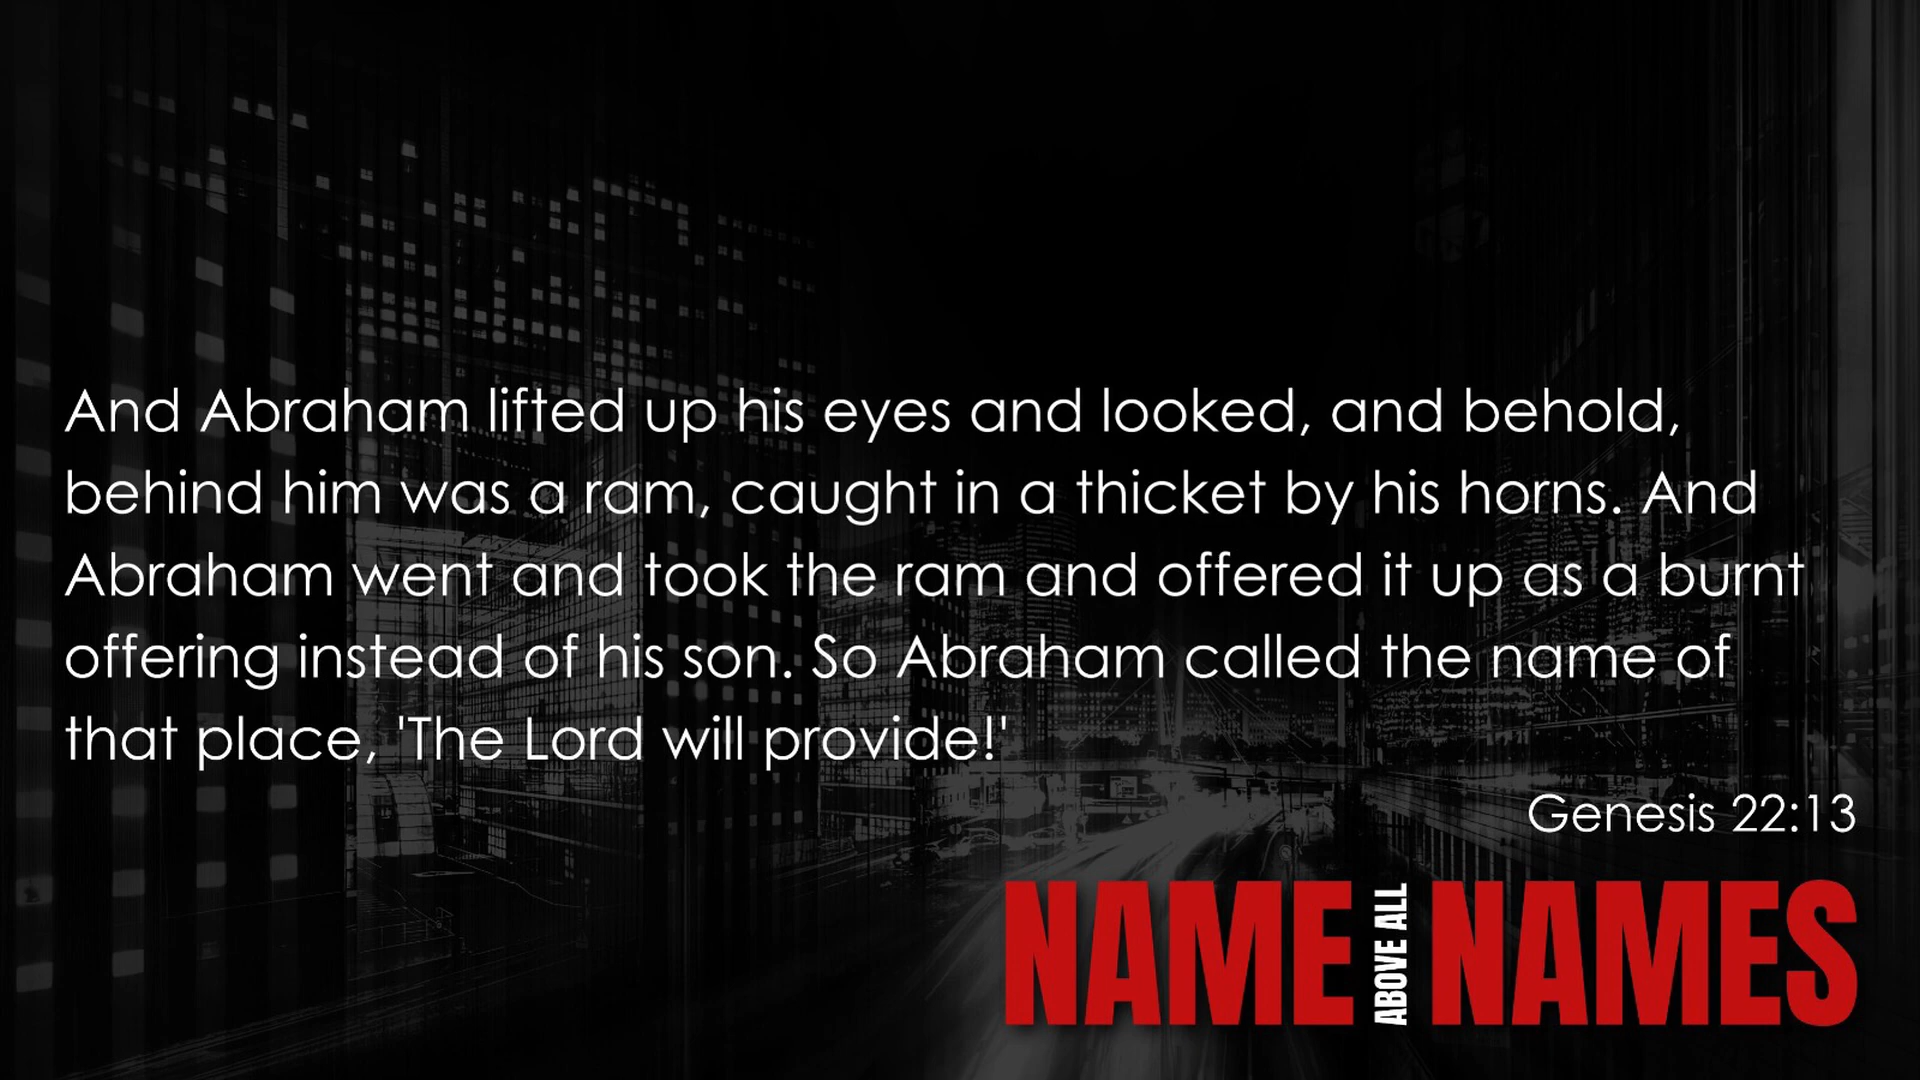 And Abraham lifted up his eyes and looked, and behold,
behind him was a ram, caught in a thicket by his horns. And
Abraham went and took the ram and offered it up as a burnt
offering instead of his son. So Abraham called the name of
that place, 'The Lord will provide!'
Genesis 22:13
NAME ABOVE ALL NAMES